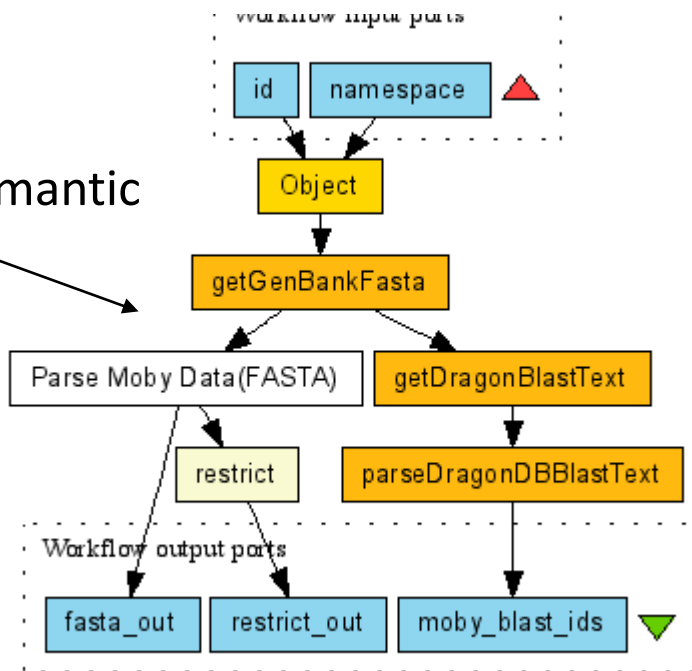 Workflow input ports
id namespace
mantic
Object
getGenBankFasta
Parse Moby Data(FASTA) getDragonBlastText
restrict parseDragonDBBlastText
Workflow output ports
fasta_out restrict_out moby_blast_ids